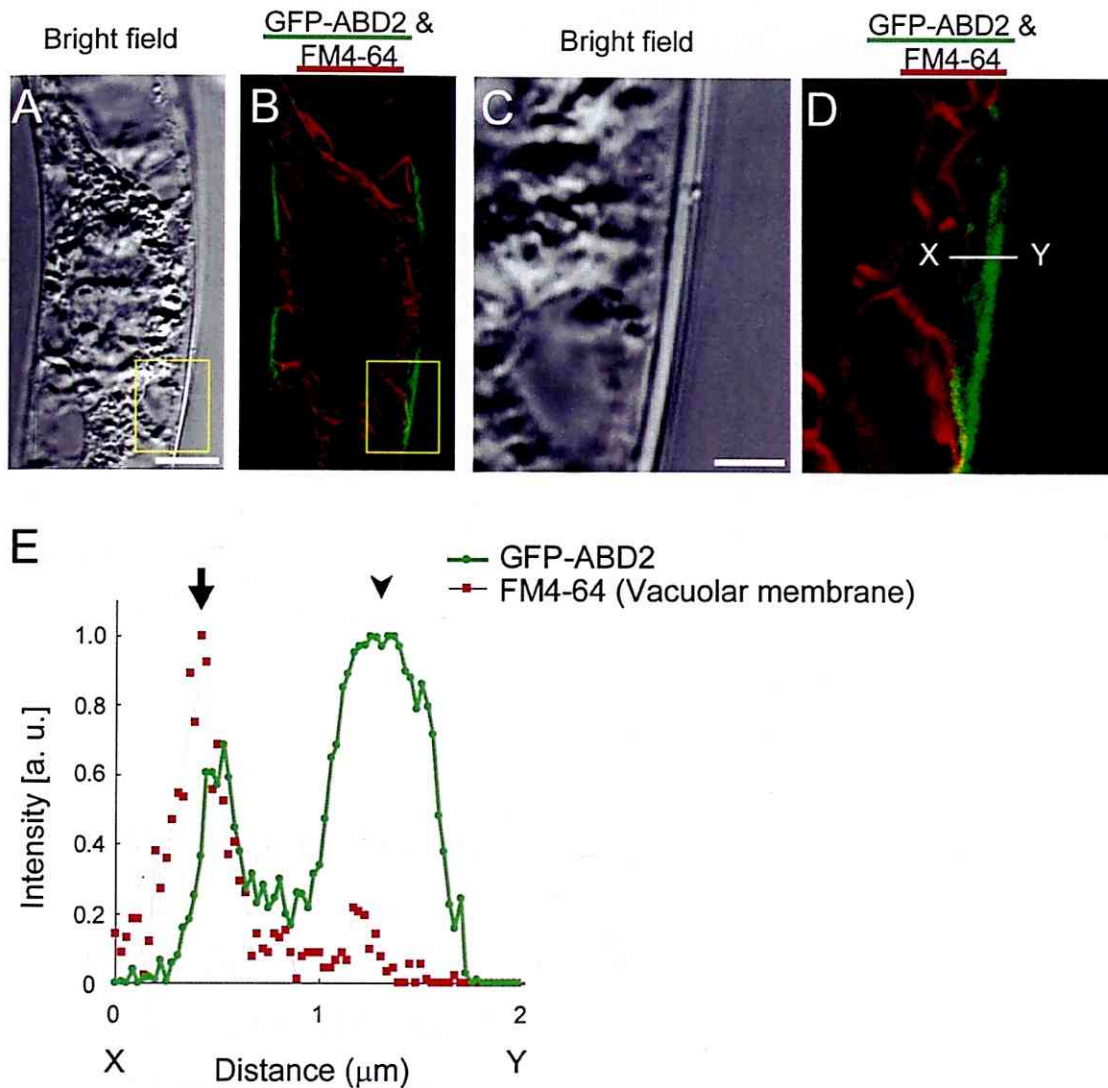 Bright field
GFP-ABD2 &
FM4-64
Bright field
GFP-ABD2 &
FM4-64
A
B
C
D
X
Y
E
GFP-ABD2
FM4-64 (Vacuolar membrane)
Intensity [a. u.]
1.0
0.8
0.6
0.4
0.2
0
0
1
2
X
Distance (μm)
Y